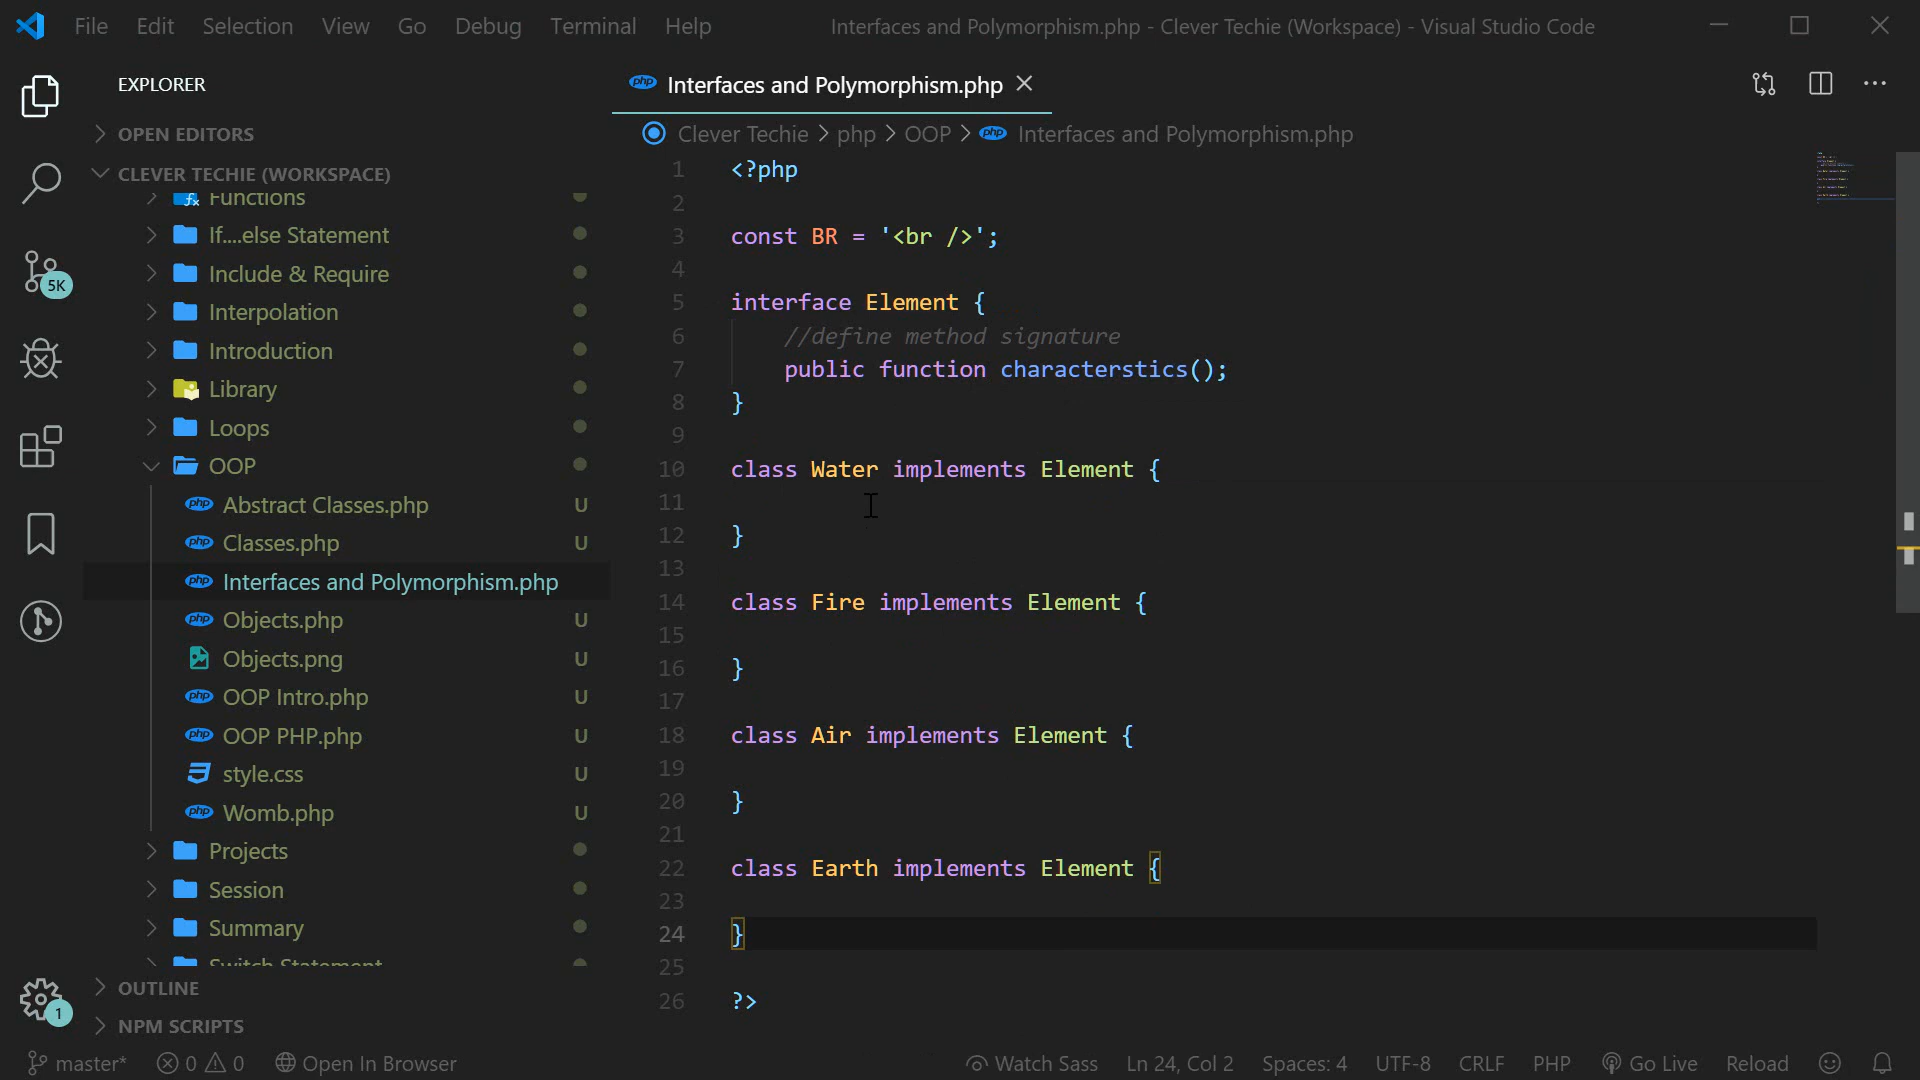 File Edit Selection View Go Debug Terminal Help
Interfaces and Polymorphism.php - Clever Techie (Workspace) - Visual Studio Code
EXPLORER
OPEN EDITORS
CLEVER TECHIE (WORKSPACE)
Functions
If....else Statement
Include & Require
Interpolation
Introduction
Library
Loops
OOP
Abstract Classes.php U
Classes.php U
Interfaces and Polymorphism.php
Objects.php U
Objects.png U
OOP Intro.php U
OOP PHP.php U
style.css U
Womb.php U
Projects
Session
Summary
Switch Statement
OUTLINE
NPM SCRIPTS
5K
1
php Interfaces and Polymorphism.php
Clever Techie > php > OOP > php Interfaces and Polymorphism.php
1 <?php
2
3 const BR = '<br />';
4
5 interface Element {
6 //define method signature
7 public function characterstics();
8 }
9
10 class Water implements Element {
11
12 }
13
14 class Fire implements Element {
15
16 }
17
18 class Air implements Element {
19
20 }
21
22 class Earth implements Element {
23
24 }
25
26 ?>
master* 0 0 Open In Browser
Watch Sass Ln 24, Col 2 Spaces: 4 UTF-8 CRLF PHP Go Live Reload